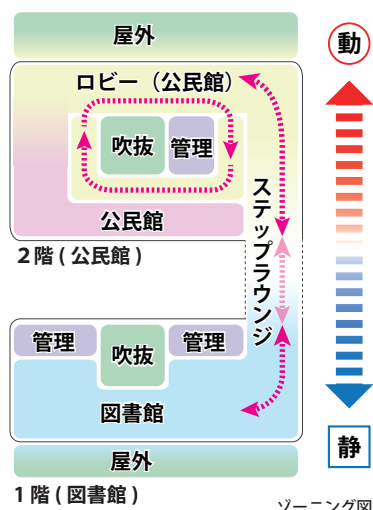 屋外
動
ロビー（公民館）
吹抜
管理
公民館
ステップラウンジ
2階 ( 公民館 )
管理
吹抜
管理
図書館
屋外
静
1階 ( 図書館 )
ゾーニング図